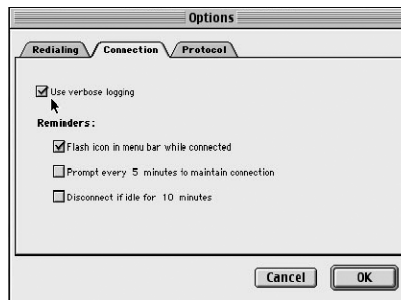 Options
Redialing Connection Protocol
Use verbose logging
Reminders:
Flash icon in menu bar while connected
Prompt every 5 minutes to maintain connection
Disconnect if idle for 10 minutes
Cancel OK